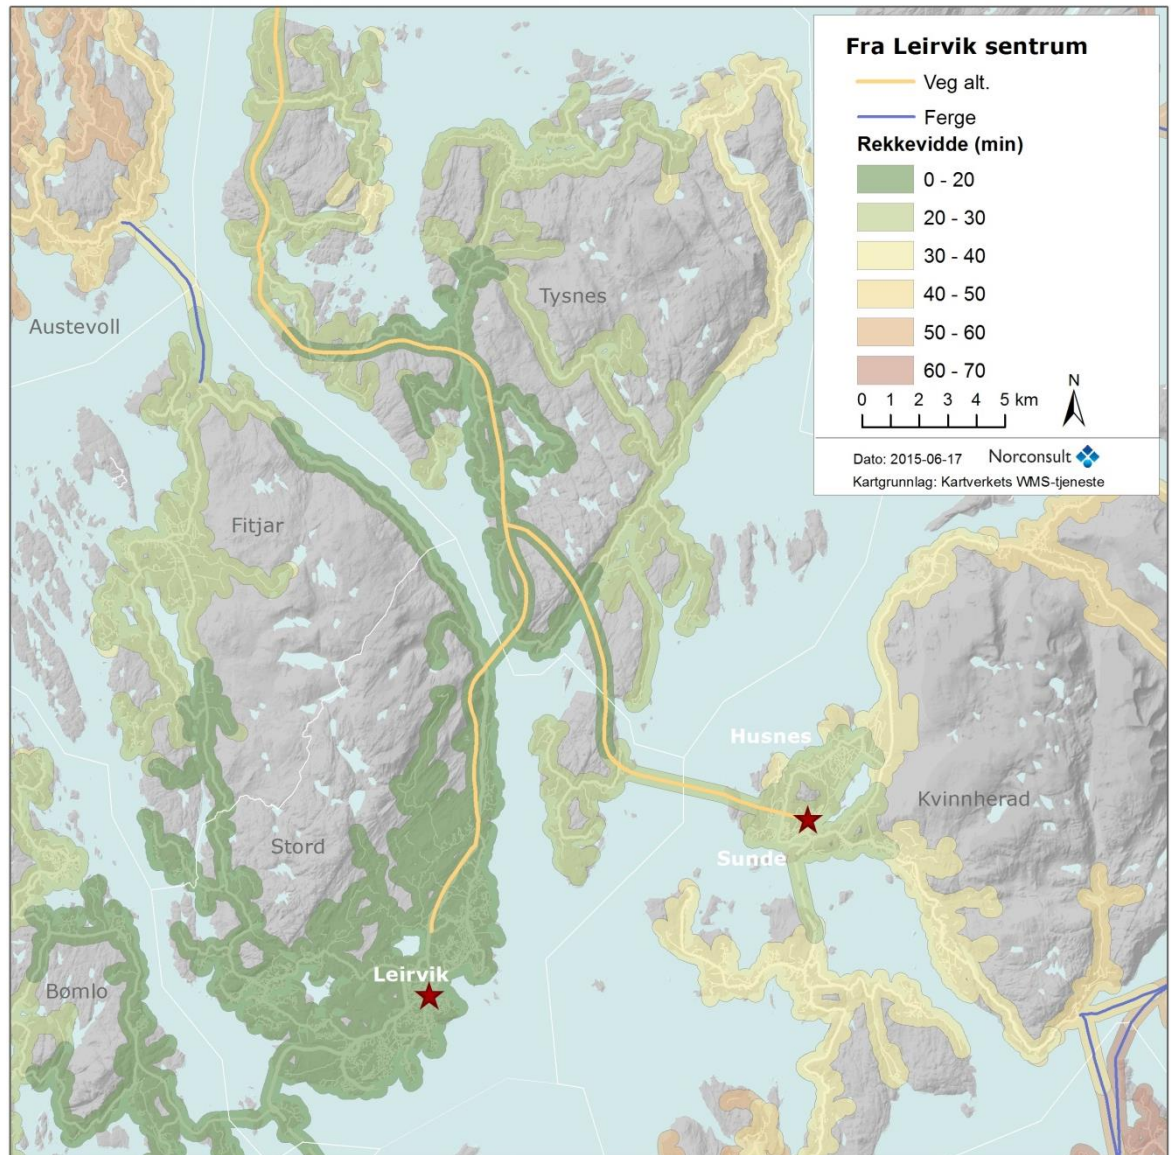 Fra Leirvik sentrum
Veg alt.
Ferge
Rekkevidde (min)
0 - 20
20 - 30
30 - 40
40 - 50
50 - 60
60 - 70
N
0 1 2 3 4 5 km
Dato: 2015-06-17 Norconsult
Kartgrunnlag: Kartverkets WMS-tjeneste
Tysnes
Austevoll
Fitjar
Husnes
Kvinnherad
Stord
Sunde
Leirvik
Bømlo